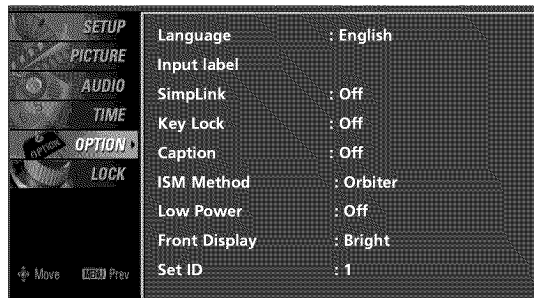 SETUP
PICTURE
AUDIO
TIME
OPTION
LOCK
Move MENU Prev
Language : English
Input label
SimpLink : Off
Key Lock : Off
Caption : Off
ISM Method : Orbiter
Low Power : Off
Front Display : Bright
Set ID : 1